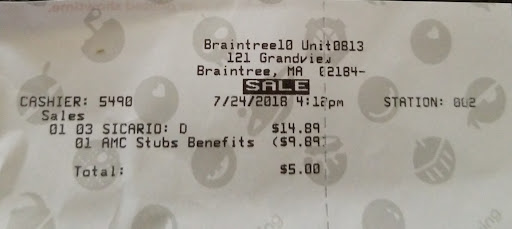 Braintree10 Unit0813
121 Grandview
Braintree, MA 02184-
SALE
CASHIER: 5490 7/24/2018 4:12pm STATION: 002
Sales
01 03 SICARIO: D $14.89
01 AMC Stubs Benefits ($9.89)
Total: $5.00